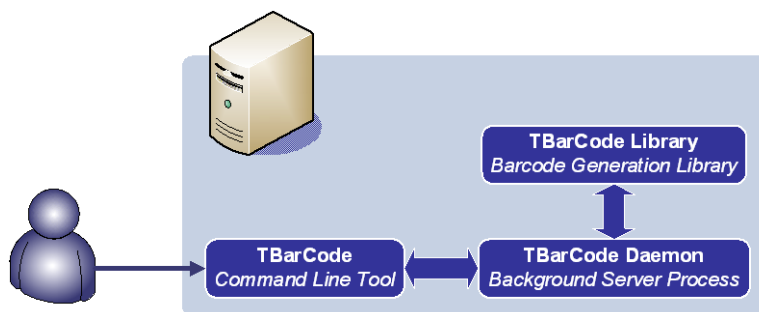 TBarCode Library
Barcode Generation Library
TBarCode
Command Line Tool
TBarCode Daemon
Background Server Process